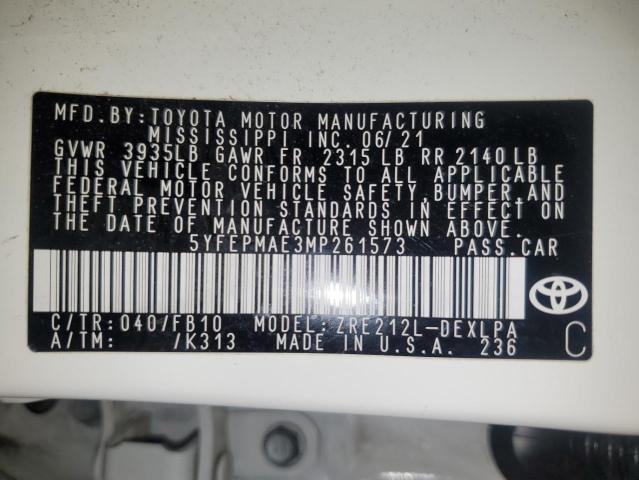 MFD.BY:TOYOTA MOTOR MANUFACTURING
MISSISSIPPI INC. 06/21
GVWR 3935LB GAWR FR 2315 LB RR 2140 LB
THIS VEHICLE CONFORMS TO ALL APPLICABLE
FEDERAL MOTOR VEHICLE SAFETY, BUMPER, AND
THEFT PREVENTION STANDARDS IN EFFECT ON
THE DATE OF MANUFACTURE SHOWN ABOVE.
5YFEPMAE3MP261573 PASS.CAR
C/TR: 040/FB10 MODEL: ZRE212L-DEXLPA
A/TM: /K313 MADE IN U.S.A. 236
C